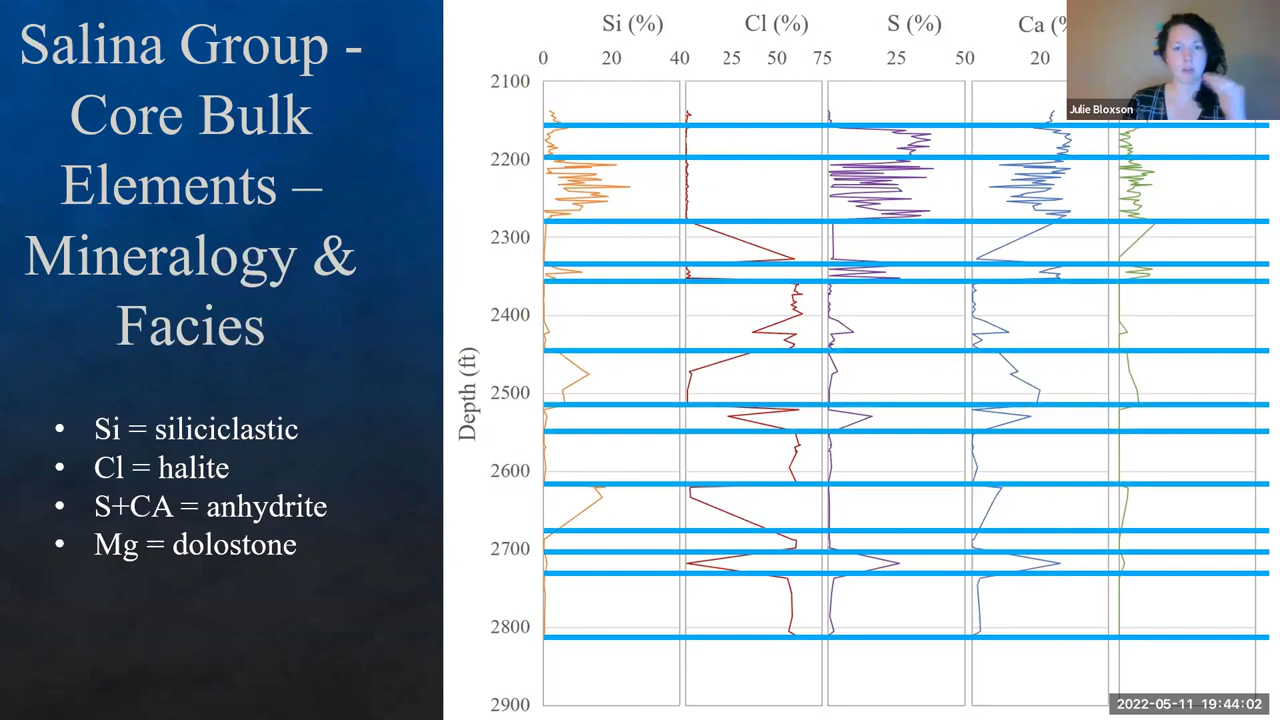 Salina Group -
Core Bulk
Elements –
Mineralogy &
Facies
• Si = siliciclastic
• Cl = halite
• S+CA = anhydrite
• Mg = dolostone
Si (%)
Cl (%)
S (%)
Ca (%
0 20 40 25 50 75 25 50 20
Depth (ft)
2100
2200
2300
2400
2500
2600
2700
2800
2900
Julie Bloxson
2022-05-11 19:44:02